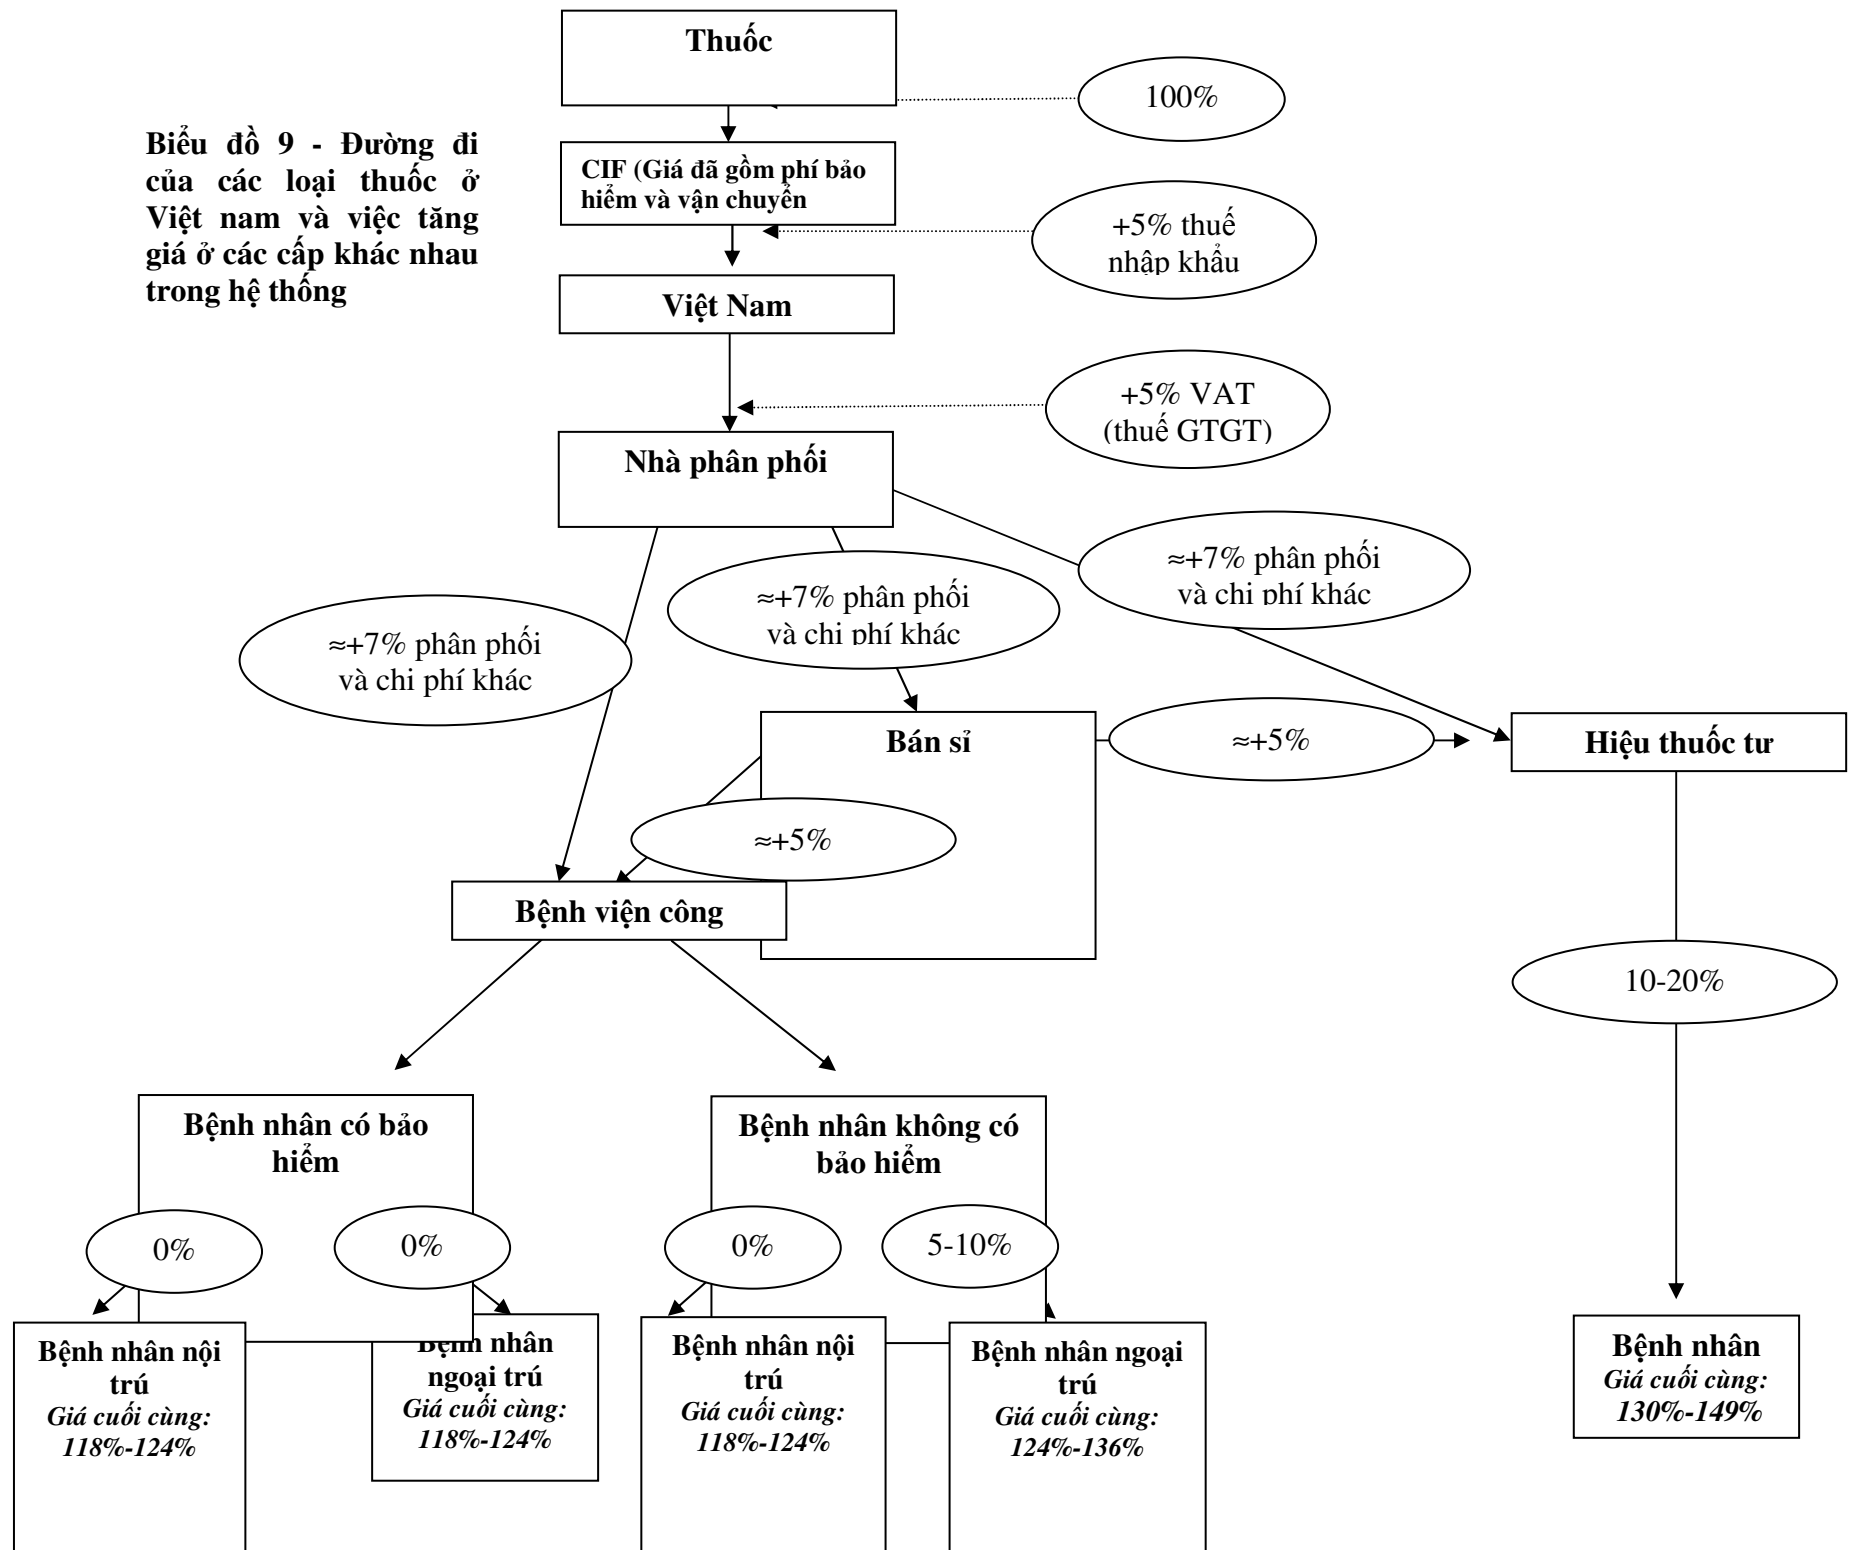 Thuốc
100%
Biểu đồ 9 - Đường đi
của các loại thuốc ở
Việt nam và việc tăng
giá ở các cấp khác nhau
trong hệ thống
CIF (Giá đã gồm phí bảo
hiểm và vận chuyển
+5% thuế
nhập khẩu
Việt Nam
+5% VAT
(thuế GTGT)
Nhà phân phối
≈+7% phân phối
và chi phí khác
≈+7% phân phối
và chi phí khác
≈+7% phân phối
và chi phí khác
Bán sỉ
≈+5%
Hiệu thuốc tư
≈+5%
Bệnh viện công
10-20%
Bệnh nhân có bảo
hiểm
Bệnh nhân không có
bảo hiểm
0%
0%
0%
5-10%
Bệnh nhân nội
trú
Giá cuối cùng:
118%-124%
Bệnh nhân
ngoại trú
Giá cuối cùng:
118%-124%
Bệnh nhân nội
trú
Giá cuối cùng:
118%-124%
Bệnh nhân ngoại
trú
Giá cuối cùng:
124%-136%
Bệnh nhân
Giá cuối cùng:
130%-149%